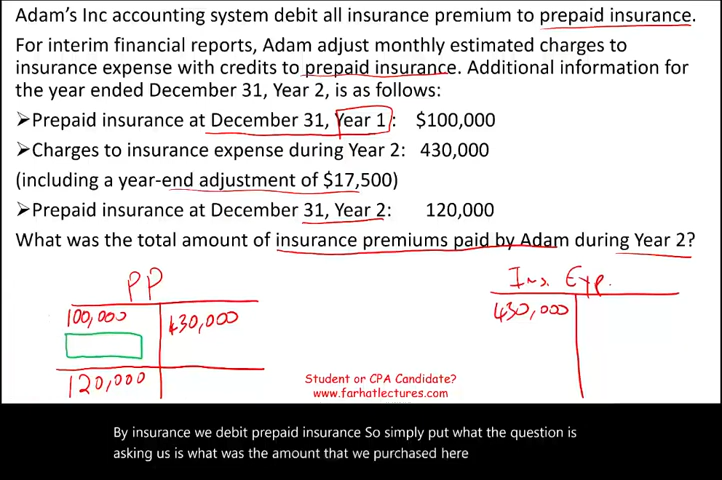 Adam's Inc accounting system debit all insurance premium to prepaid insurance.
For interim financial reports, Adam adjust monthly estimated charges to
insurance expense with credits to prepaid insurance. Additional information for
the year ended December 31, Year 2, is as follows:
➢Prepaid insurance at December 31, Year 1: $100,000
➢Charges to insurance expense during Year 2: 430,000
(including a year-end adjustment of $17,500)
➢Prepaid insurance at December 31, Year 2: 120,000
What was the total amount of insurance premiums paid by Adam during Year 2?
PP
100,000 430,000
120,000
Ins. Exp.
430,000
Student or CPA Candidate?
www.farhatlectures.com
By insurance we debit prepaid insurance So simply put what the question is
asking us is what was the amount that we purchased here